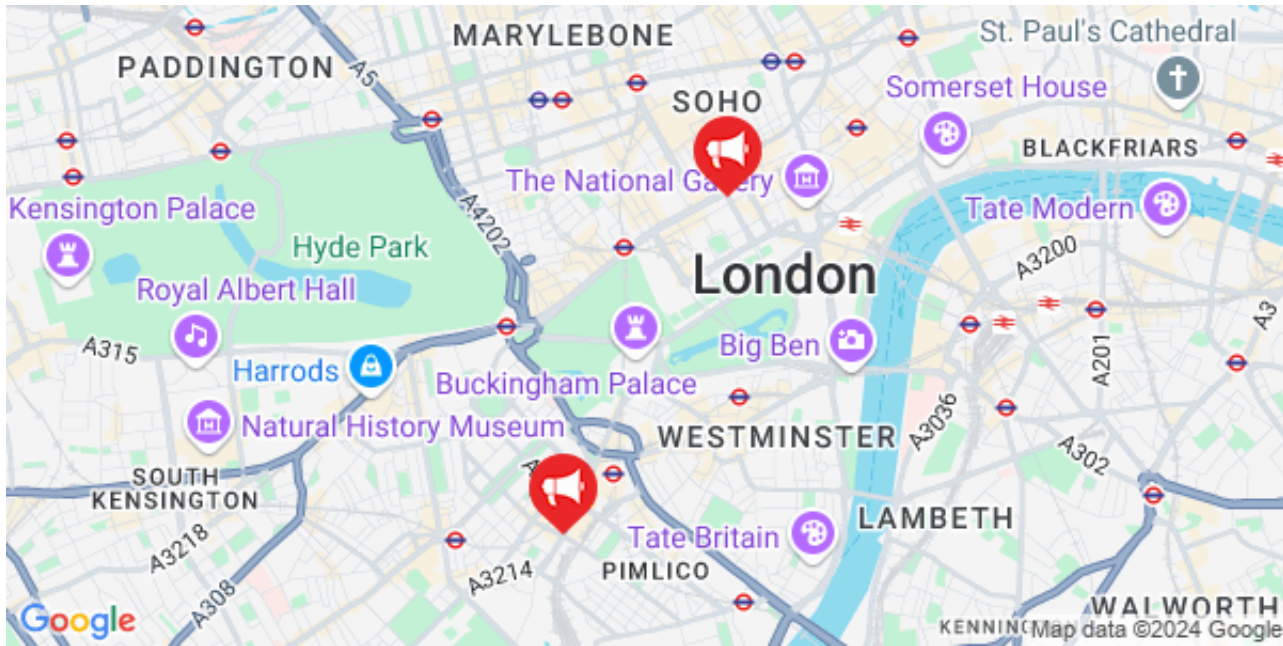 MARYLEBONE
St. Paul's Cathedral
PADDINGTON
A5
SOHO
Somerset House
BLACKFRIARS
The National Gallery
Kensington Palace
A4202
Tate Modern
Hyde Park
A3200
London
Royal Albert Hall
A315
A3
Harrods
Big Ben
A201
Buckingham Palace
Natural History Museum
WESTMINSTER
A3036
A302
SOUTH
KENSINGTON
LAMBETH
A3218
Tate Britain
A3214
PIMLICO
A308
WALWORTH
Google
Map data ©2024 Google